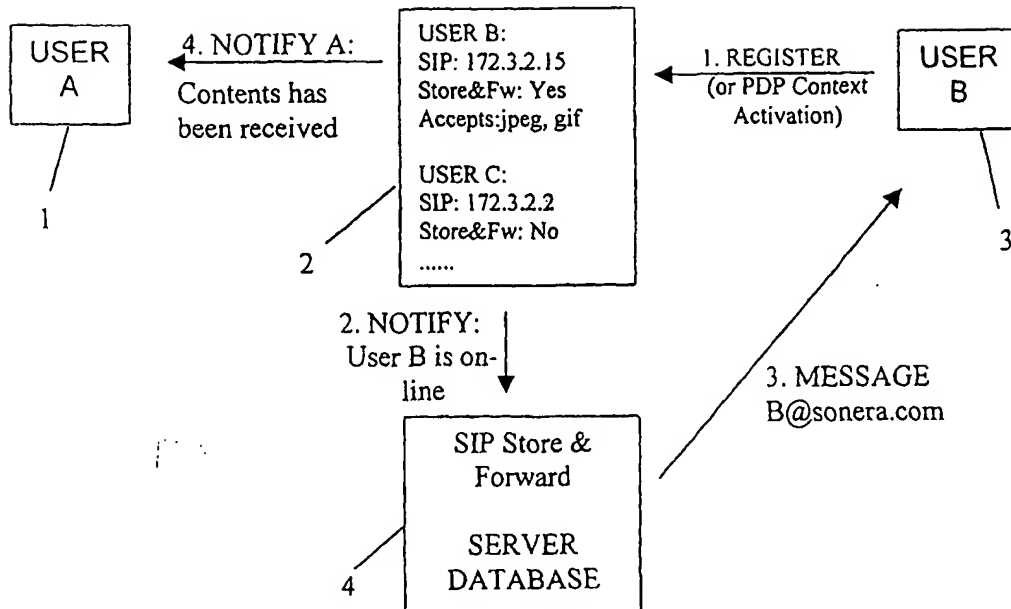 USER
A
1
4. NOTIFY A:
Contents has
been received
USER B:
SIP: 172.3.2.15
Store&Fw: Yes
Accepts:jpeg, gif
USER C:
SIP: 172.3.2.2
Store&Fw: No
......
2
1. REGISTER
(or PDP Context
Activation)
USER
B
3
2. NOTIFY:
User B is on-
line
3. MESSAGE
B@sonera.com
SIP Store &
Forward
SERVER
DATABASE
4